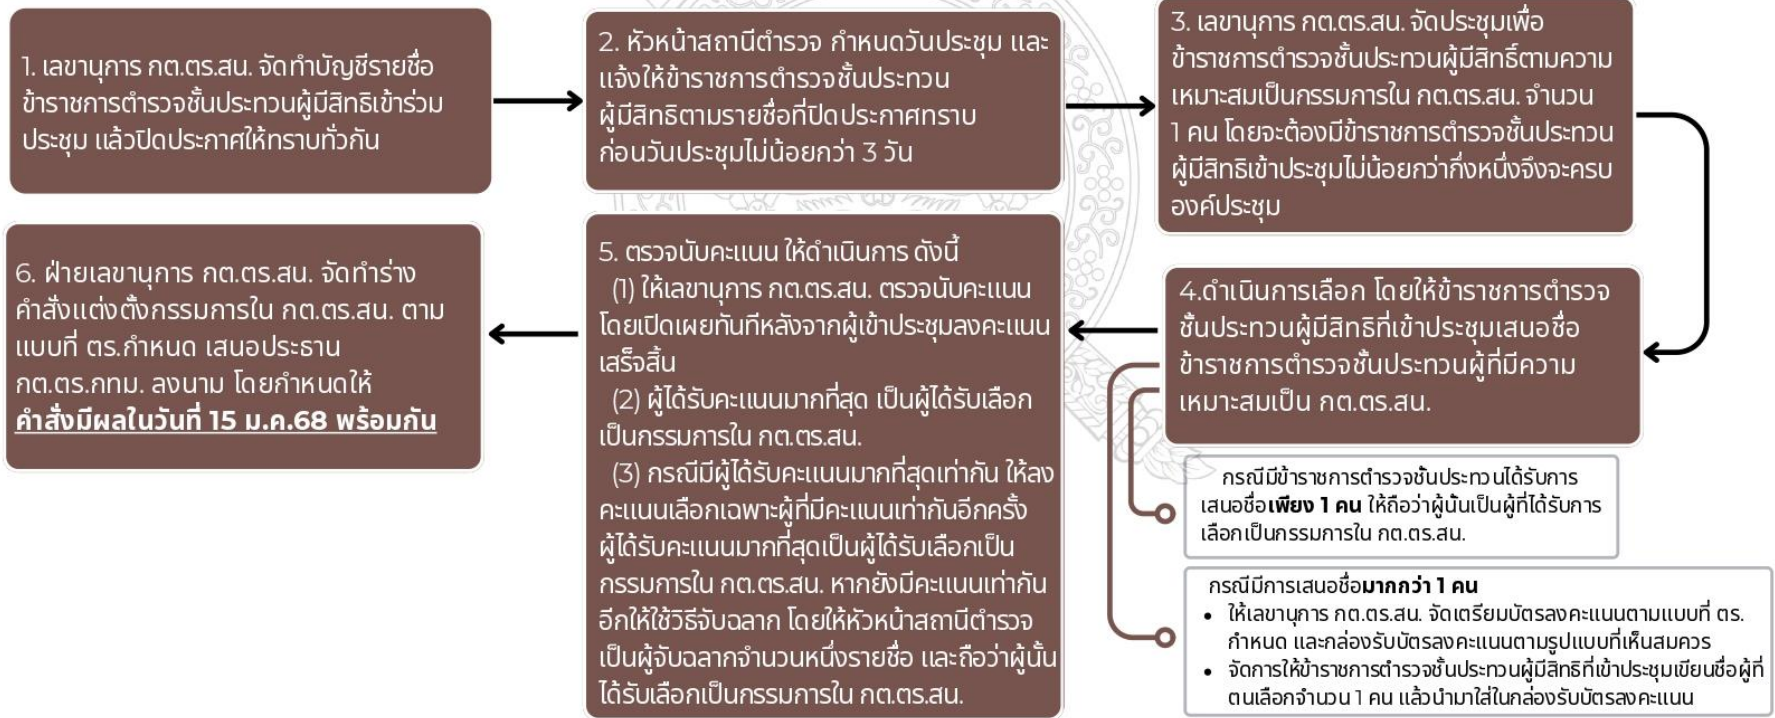 1. เลขานุการ กต.ตร.สน. จัดทำบัญชีรายชื่อ
ข้าราชการตำรวจชั้นประทวนผู้มีสิทธิเข้าร่วม
ประชุม แล้วปิดประกาศให้ทราบทั่วกัน
2. หัวหน้าสถานีตำรวจ กำหนดวันประชุม และ
แจ้งให้ข้าราชการตำรวจชั้นประทวน
ผู้มีสิทธิตามรายชื่อที่ปิดประกาศทราบ
ก่อนวันประชุมไม่น้อยกว่า 3 วัน
3. เลขานุการ กต.ตร.สน. จัดประชุมเพื่อ
ข้าราชการตำรวจชั้นประทวนผู้มีสิทธิ์ตามความ
เหมาะสมเป็นกรรมการใน กต.ตร.สน. จำนวน
1 คน โดยจะต้องมีข้าราชการตำรวจชั้นประทวน
ผู้มีสิทธิเข้าประชุมไม่น้อยกว่ากึ่งหนึ่งจึงจะครบ
องค์ประชุม
4.ดำเนินการเลือก โดยให้ข้าราชการตำรวจ
ชั้นประทวนผู้มีสิทธิที่เข้าประชุมเสนอชื่อ
ข้าราชการตำรวจชั้นประทวนผู้ที่มีความ
เหมาะสมเป็น กต.ตร.สน.
กรณีมีข้าราชการตำรวจชั้นประทวนได้รับการ
เสนอชื่อเพียง 1 คน ให้ถือว่าผู้นั้นเป็นผู้ที่ได้รับการ
เลือกเป็นกรรมการใน กต.ตร.สน.
กรณีมีการเสนอชื่อมากกว่า 1 คน
• ให้เลขานุการ กต.ตร.สน. จัดเตรียมบัตรลงคะแนนตามแบบที่ ตร.
กำหนด และกล่องรับบัตรลงคะแนนตามรูปแบบที่เห็นสมควร
• จัดการให้ข้าราชการตำรวจชั้นประทวนผู้มีสิทธิที่เข้าประชุมเขียนชื่อผู้ที่
ตนเลือกจำนวน 1 คน แล้วนำมาใส่ในกล่องรับบัตรลงคะแนน
5. ตรวจนับคะแนน ให้ดำเนินการ ดังนี้
(1) ให้เลขานุการ กต.ตร.สน. ตรวจนับคะแนน
โดยเปิดเผยทันทีหลังจากผู้เข้าประชุมลงคะแนน
เสร็จสิ้น
(2) ผู้ได้รับคะแนนมากที่สุด เป็นผู้ได้รับเลือก
เป็นกรรมการใน กต.ตร.สน.
(3) กรณีมีผู้ได้รับคะแนนมากที่สุดเท่ากัน ให้ลง
คะแนนเลือกเฉพาะผู้ที่มีคะแนนเท่ากันอีกครั้ง
ผู้ได้รับคะแนนมากที่สุดเป็นผู้ได้รับเลือกเป็น
กรรมการใน กต.ตร.สน. หากยังมีคะแนนเท่ากัน
อีกให้ใช้วิธีจับฉลาก โดยให้หัวหน้าสถานีตำรวจ
เป็นผู้จับฉลากจำนวนหนึ่งรายชื่อ และถือว่าผู้นั้น
ได้รับเลือกเป็นกรรมการใน กต.ตร.สน.
6. ฝ่ายเลขานุการ กต.ตร.สน. จัดทำร่าง
คำสั่งแต่งตั้งกรรมการใน กต.ตร.สน. ตาม
แบบที่ ตร.กำหนด เสนอประธาน
กต.ตร.กทม. ลงนาม โดยกำหนดให้
คำสั่งมีผลในวันที่ 15 ม.ค.68 พร้อมกัน